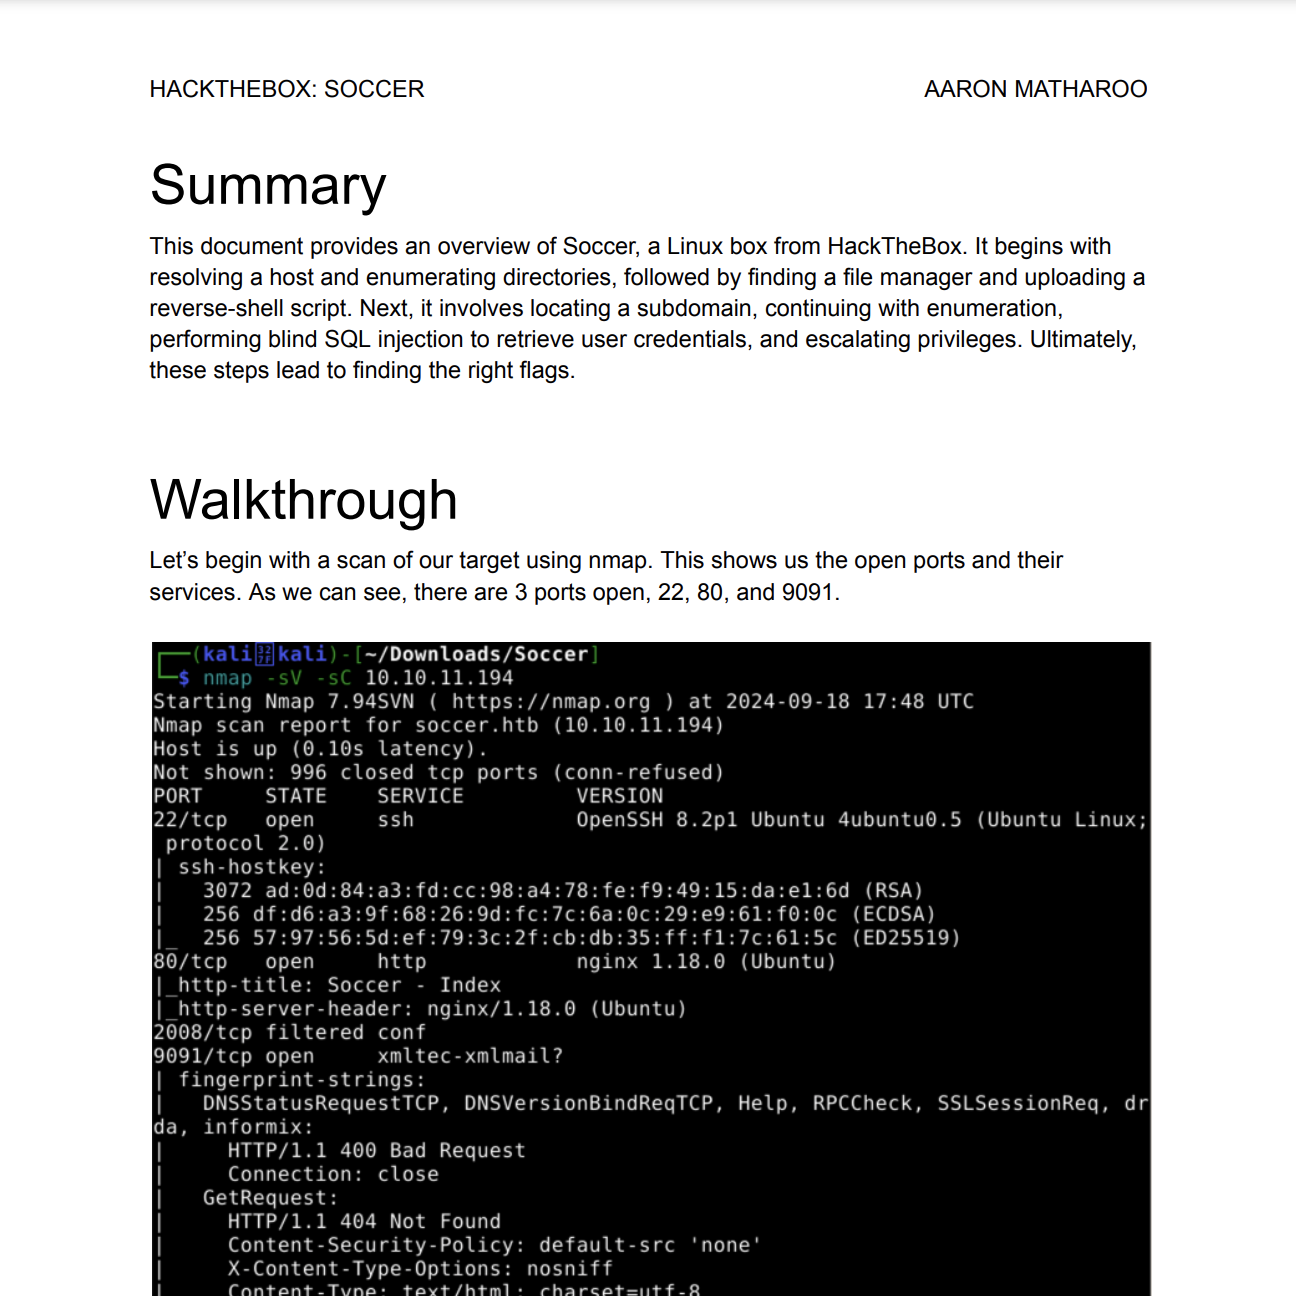 HACKTHEBOX: SOCCER AARON MATHAROO
Summary
This document provides an overview of Soccer, a Linux box from HackTheBox. It begins with
resolving a host and enumerating directories, followed by finding a file manager and uploading a
reverse-shell script. Next, it involves locating a subdomain, continuing with enumeration,
performing blind SQL injection to retrieve user credentials, and escalating privileges. Ultimately,
these steps lead to finding the right flags.
Walkthrough
Let’s begin with a scan of our target using nmap. This shows us the open ports and their
services. As we can see, there are 3 ports open, 22, 80, and 9091.
┌──(kali㉿kali)-[~/Downloads/Soccer]
└─$ nmap -sV -sC 10.10.11.194
Starting Nmap 7.94SVN ( https://nmap.org ) at 2024-09-18 17:48 UTC
Nmap scan report for soccer.htb (10.10.11.194)
Host is up (0.10s latency).
Not shown: 996 closed tcp ports (conn-refused)
PORT     STATE    SERVICE         VERSION
22/tcp   open     ssh             OpenSSH 8.2p1 Ubuntu 4ubuntu0.5 (Ubuntu Linux;
 protocol 2.0)
| ssh-hostkey:
|   3072 ad:0d:84:a3:fd:cc:98:a4:78:fe:f9:49:15:da:e1:6d (RSA)
|   256 df:d6:a3:9f:68:26:9d:fc:7c:6a:0c:29:e9:61:f0:0c (ECDSA)
|_  256 57:97:56:5d:ef:79:3c:2f:cb:db:35:ff:f1:7c:61:5c (ED25519)
80/tcp   open     http            nginx 1.18.0 (Ubuntu)
|_http-title: Soccer - Index
|_http-server-header: nginx/1.18.0 (Ubuntu)
2008/tcp filtered conf
9091/tcp open     xmltec-xmlmail?
| fingerprint-strings:
|   DNSStatusRequestTCP, DNSVersionBindReqTCP, Help, RPCCheck, SSLSessionReq, dr
da, informix:
|     HTTP/1.1 400 Bad Request
|     Connection: close
|   GetRequest:
|     HTTP/1.1 404 Not Found
|     Content-Security-Policy: default-src 'none'
|     X-Content-Type-Options: nosniff
|     Content-Type: text/html; charset=utf-8